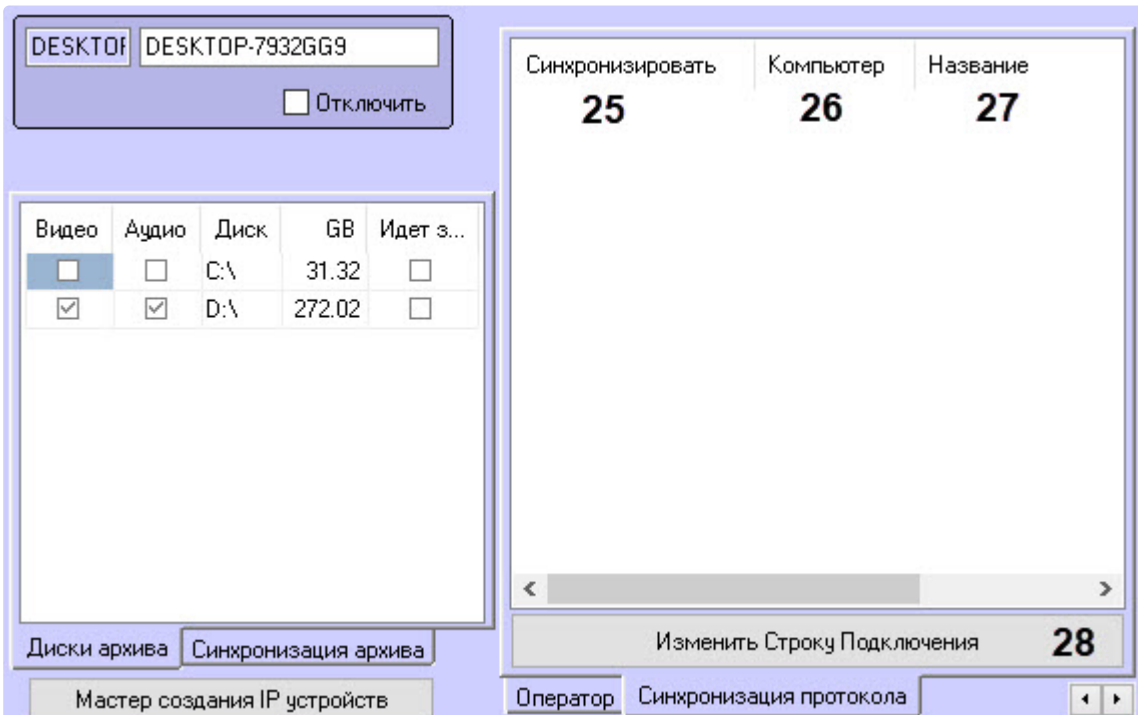 DESKTOP DESKTOP-7932GG9
Отключить
Видео Аудио Диск GB Идет з...
C:\ 31.32
D:\ 272.02
Диски архива Синхронизация архива
Мастер создания IP устройств
Синхронизировать Компьютер Название
25 26 27
Изменить Строку Подключения 28
Оператор Синхронизация протокола